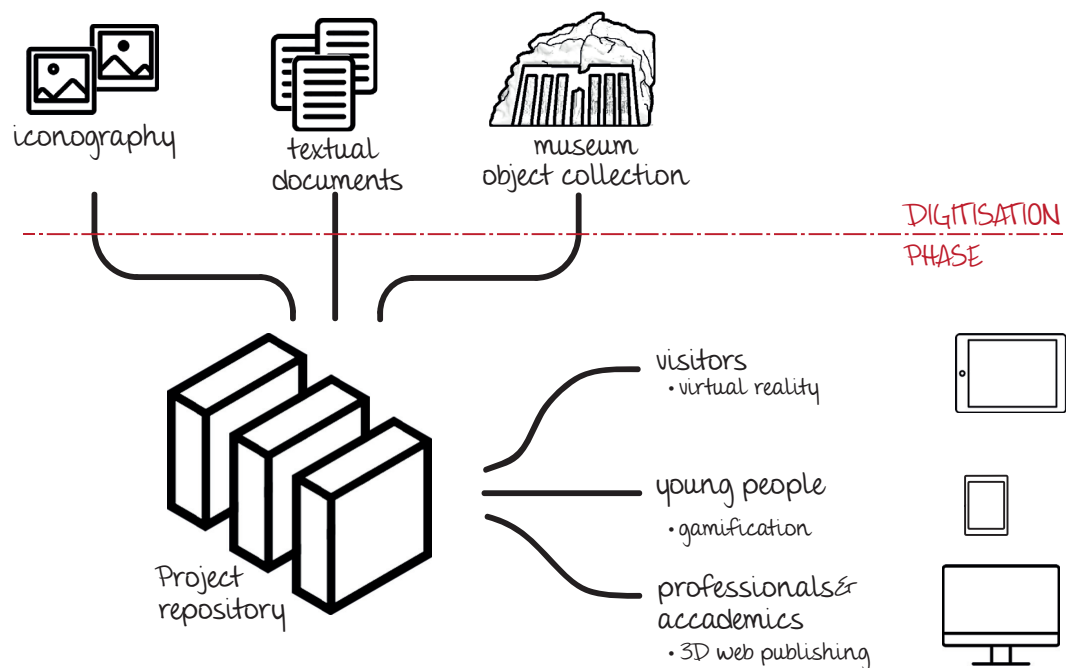 iconography
textual
documents
museum
object collection
DIGITISATION
PHASE
Project
repository
visitors
• virtual reality
young people
• gamification
professionals&
accademics
• 3D web publishing